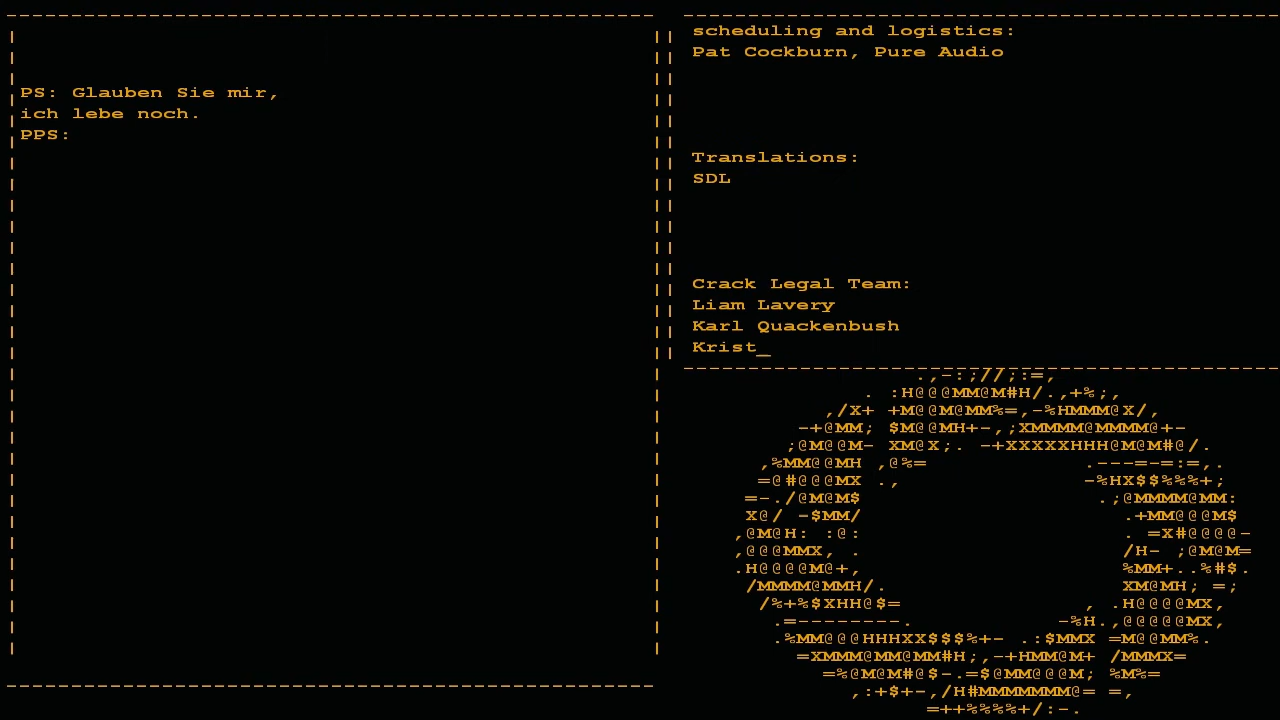 PS: Glauben Sie mir,
ich lebe noch.
PPS:
scheduling and logistics:
Pat Cockburn, Pure Audio
Translations:
SDL
Crack Legal Team:
Liam Lavery
Karl Quackenbush
Krist_